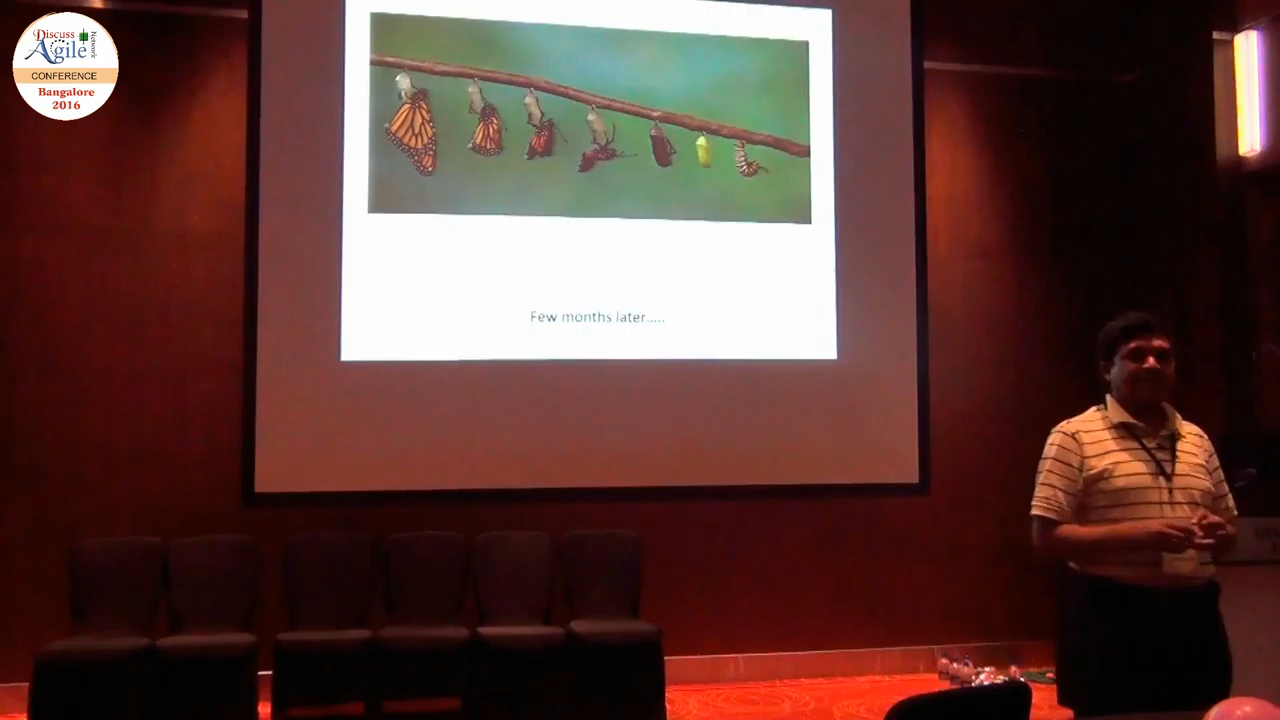 Discuss
Agile
Network
CONFERENCE
Bangalore
2016
Few months later.....